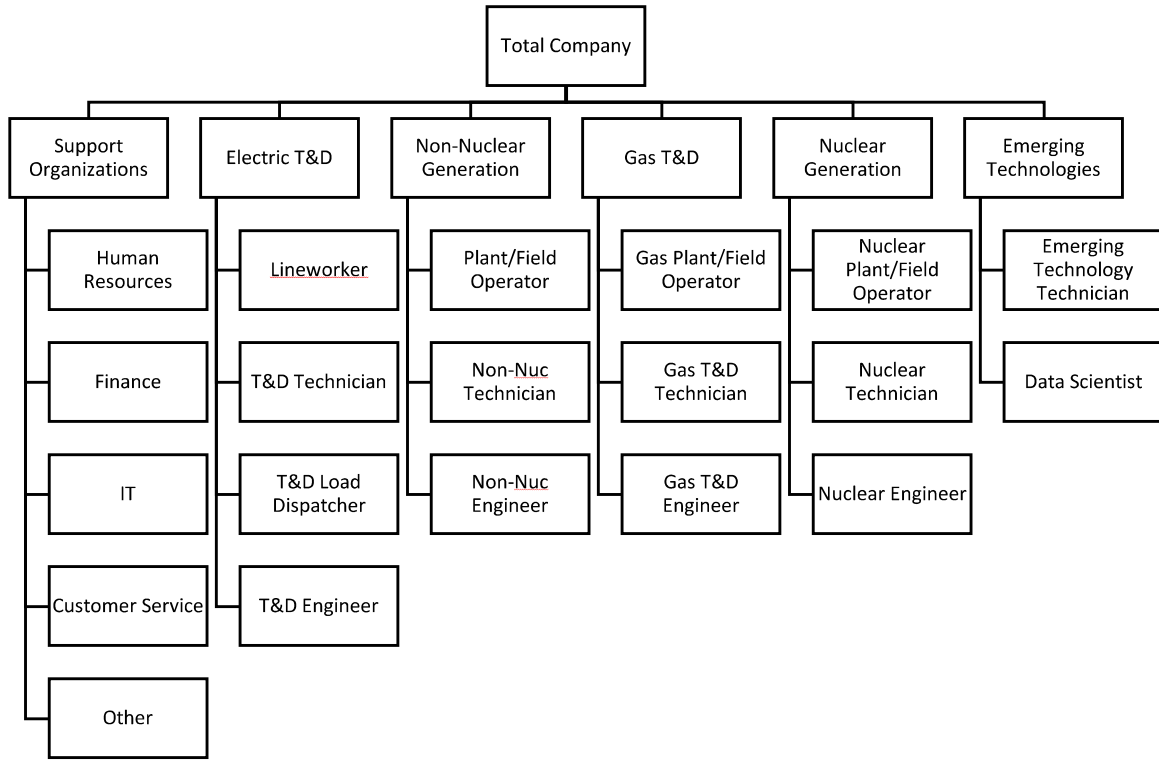 Total Company
Support
Organizations
Electric T&D
Non-Nuclear
Generation
Gas T&D
Nuclear
Generation
Emerging
Technologies
Human
Resources
Lineworker
Plant/Field
Operator
Gas Plant/Field
Operator
Nuclear
Plant/Field
Operator
Emerging
Technology
Technician
Finance
T&D Technician
Non-Nuc
Technician
Gas T&D
Technician
Nuclear
Technician
Data Scientist
IT
T&D Load
Dispatcher
Non-Nuc
Engineer
Gas T&D
Engineer
Nuclear Engineer
Customer Service
T&D Engineer
Other